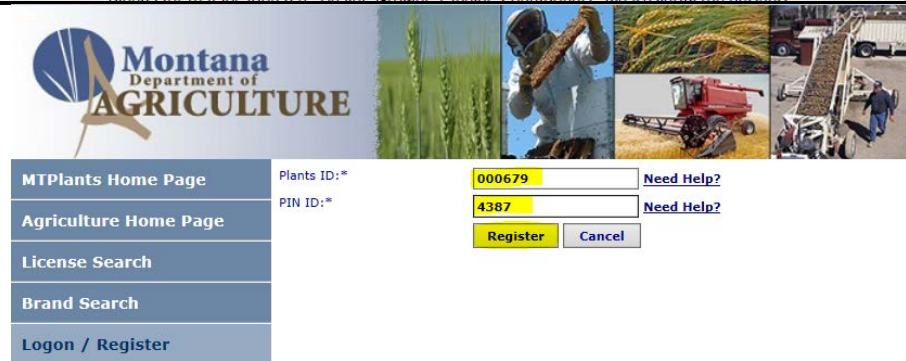 Montana
Department of
AGRICULTURE
MTPlants Home Page
Agriculture Home Page
License Search
Brand Search
Logon / Register
Plants ID:* 000679 Need Help?
PIN ID:* 4387 Need Help?
Register Cancel